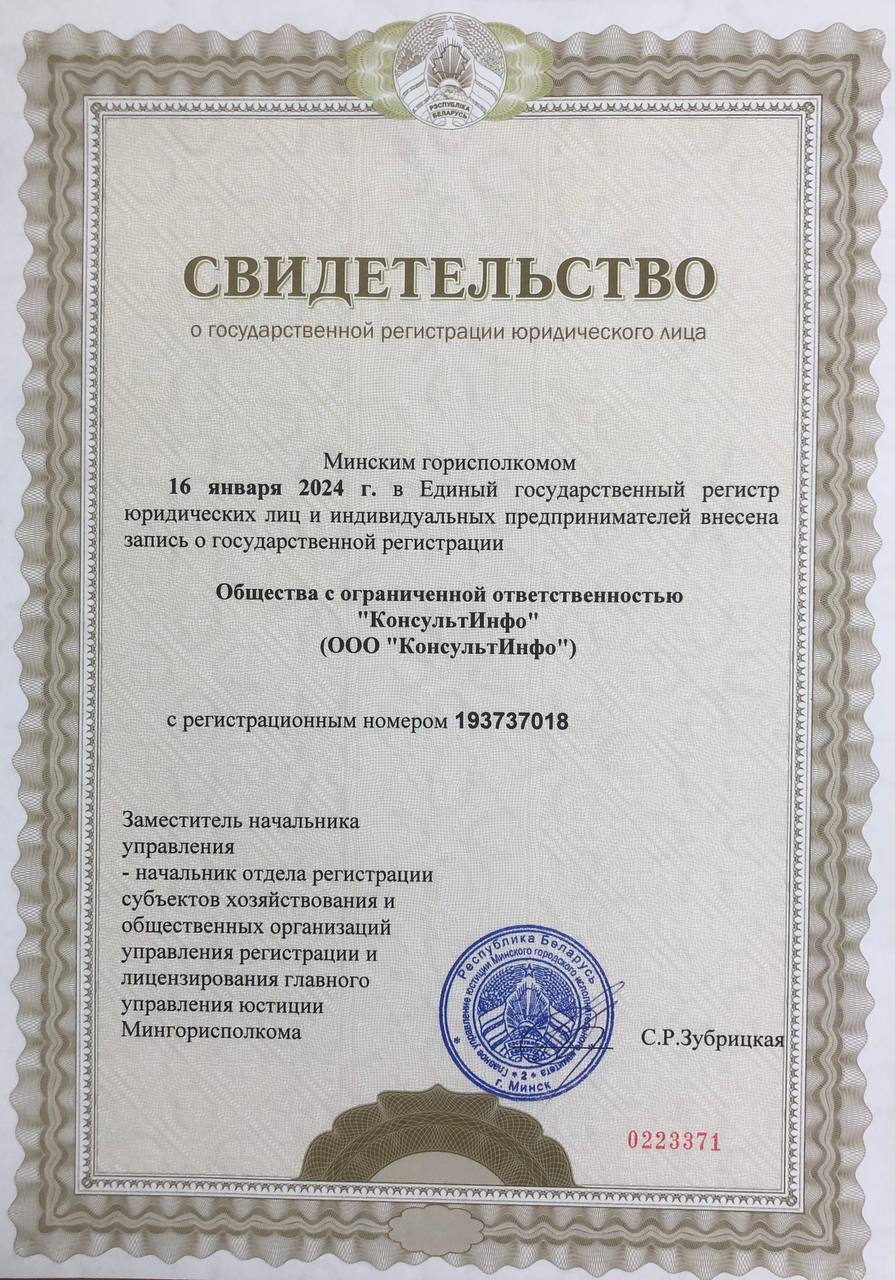 РЭСПУБЛІКА
БЕЛАРУСЬ
СВИДЕТЕЛЬСТВО
о государственной регистрации юридического лица
Минским горисполкомом
16 января 2024 г. в Единый государственный регистр
юридических лиц и индивидуальных предпринимателей внесена
запись о государственной регистрации
Общества с ограниченной ответственностью
"КонсультИнфо"
(ООО "КонсультИнфо")
с регистрационным номером 193737018
Заместитель начальника
управления
- начальник отдела регистрации
субъектов хозяйствования и
общественных организаций
управления регистрации и
лицензирования главного
управления юстиции
Мингорисполкома
Республика Беларусь
Главное управление юстиции Минского городского исполнительного комитета
* 2 *
г. Минск
С.Р.Зубрицкая
0223371